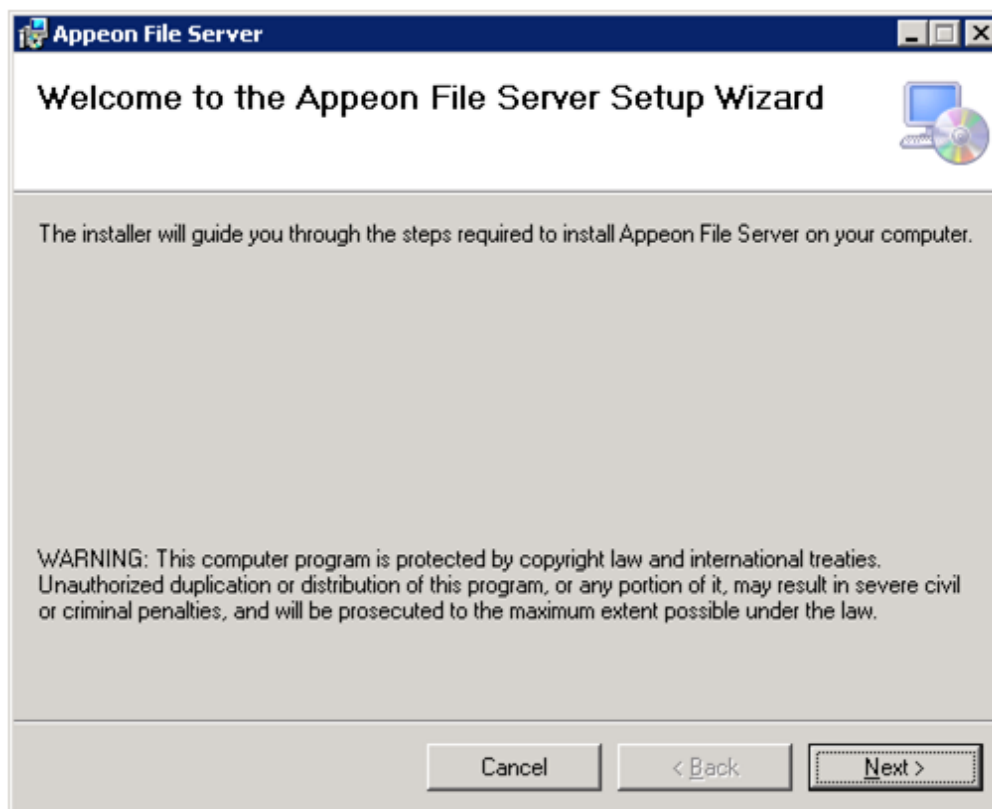 Appeon File Server
Welcome to the Appeon File Server Setup Wizard
The installer will guide you through the steps required to install Appeon File Server on your computer.
WARNING: This computer program is protected by copyright law and international treaties.
Unauthorized duplication or distribution of this program, or any portion of it, may result in severe civil
or criminal penalties, and will be prosecuted to the maximum extent possible under the law.
Cancel
< Back
Next >